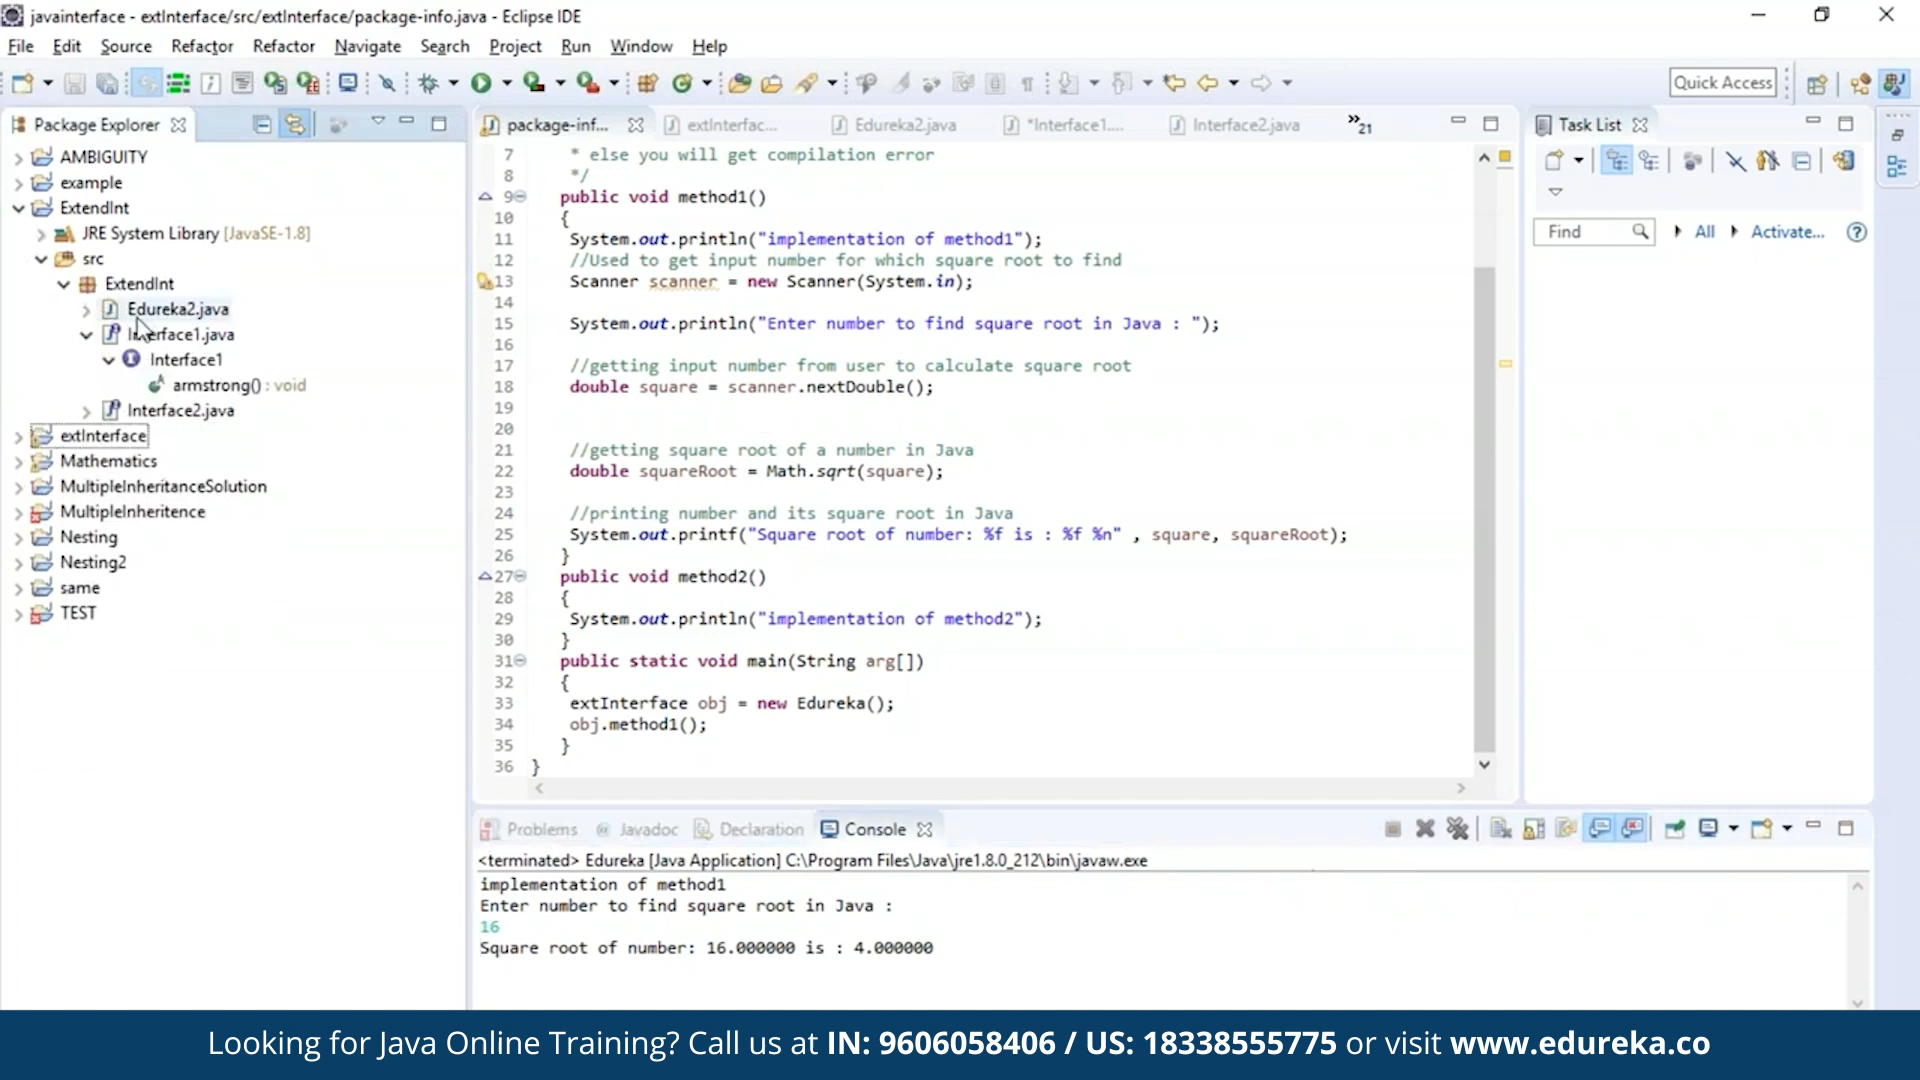 javainterface - extInterface/src/extInterface/package-info.java - Eclipse IDE
File Edit Source Refactor Refactor Navigate Search Project Run Window Help
Quick Access
Package Explorer
AMBIGUITY
example
ExtendInt
JRE System Library [JavaSE-1.8]
src
ExtendInt
Edureka2.java
Interface1.java
Interface1
armstrong() : void
Interface2.java
extInterface
Mathematics
MultipleInheritanceSolution
MultipleInheritence
Nesting
Nesting2
same
TEST
package-inf... extInterfac... Edureka2.java *Interface1.... Interface2.java »21
7 * else you will get compilation error
8 */
9 public void method1()
10 {
11 System.out.println("implementation of method1");
12 //Used to get input number for which square root to find
13 Scanner scanner = new Scanner(System.in);
14
15 System.out.println("Enter number to find square root in Java : ");
16
17 //getting input number from user to calculate square root
18 double square = scanner.nextDouble();
19
20
21 //getting square root of a number in Java
22 double squareRoot = Math.sqrt(square);
23
24 //printing number and its square root in Java
25 System.out.printf("Square root of number: %f is : %f %n" , square, squareRoot);
26 }
27 public void method2()
28 {
29 System.out.println("implementation of method2");
30 }
31 public static void main(String arg[])
32 {
33 extInterface obj = new Edureka();
34 obj.method1();
35 }
36 }
Task List
Find All Activate...
Problems @ Javadoc Declaration Console
<terminated> Edureka [Java Application] C:\Program Files\Java\jre1.8.0_212\bin\javaw.exe
implementation of method1
Enter number to find square root in Java :
16
Square root of number: 16.000000 is : 4.000000
Looking for Java Online Training? Call us at IN: 9606058406 / US: 18338555775 or visit www.edureka.co